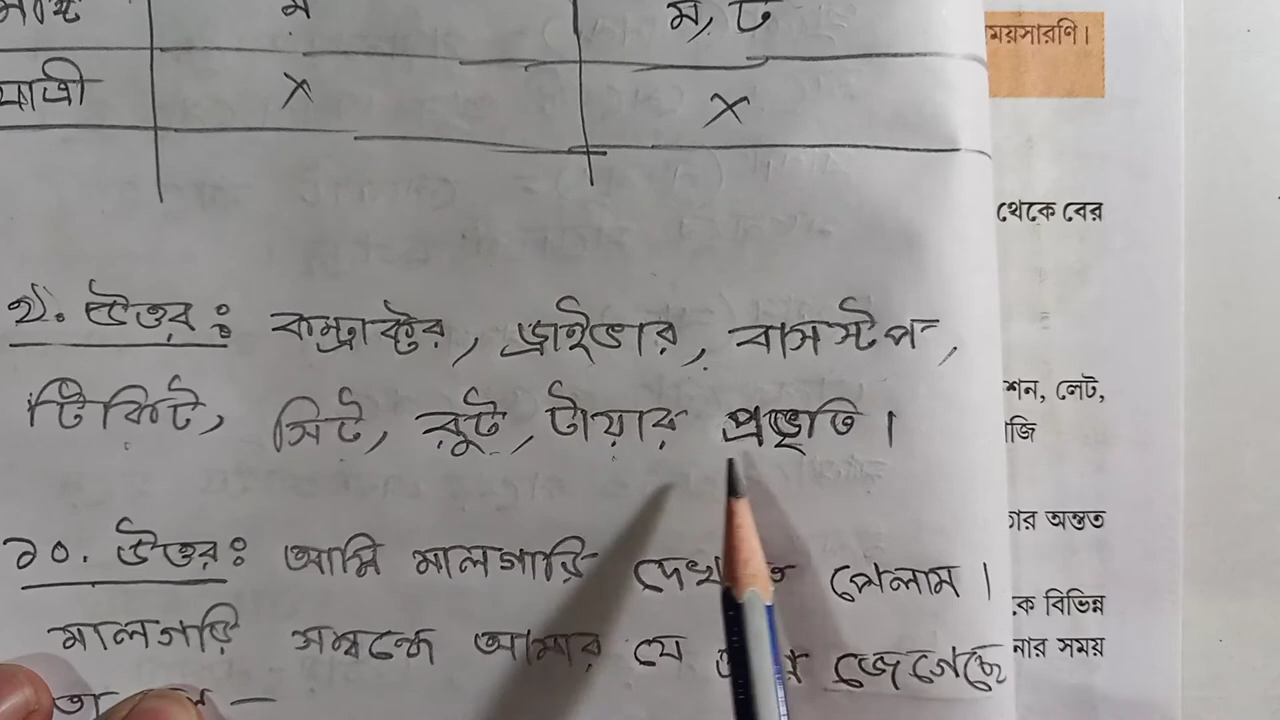 ম
ম, ট
যাত্রী
×
×
ময়সারণি।
থেকে বের
৯. উত্তর: কন্ডাক্টর, ড্রাইভার, বাসস্টপ,
টিকিট, সিট, রুট, টায়ার প্রভৃতি।
শন, লেট,
াজি
তার অন্তত
১০. উত্তর: আমি মালগাড়ি পেলাম।
ক বিভিন্ন
মালগাড়ি সম্বন্ধে আমার যে জেগেছে
নার সময়